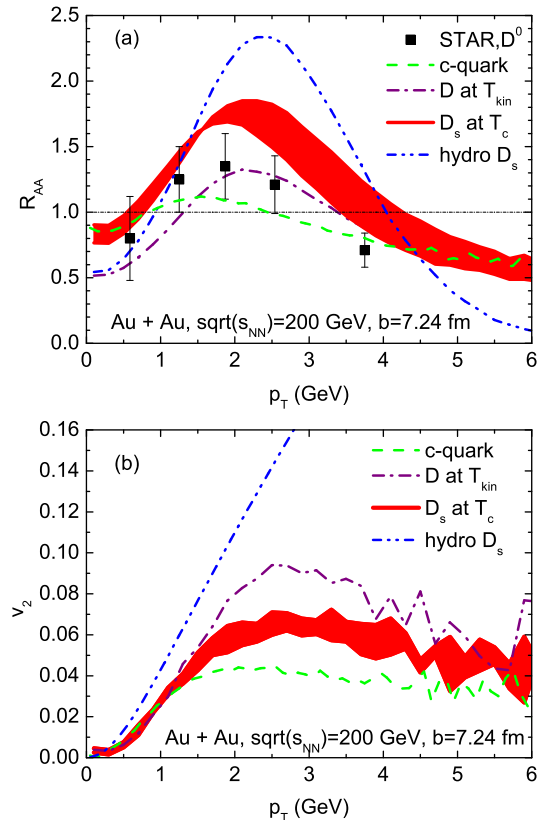 (a)
STAR,D⁰
c-quark
D at T_kin
D_s at T_c
hydro D_s
2.5
2.0
1.5
1.0
0.5
0.0
R_AA
Au + Au, sqrt(s_NN)=200 GeV, b=7.24 fm
0 1 2 3 4 5 6
p_T (GeV)
(b)
c-quark
D at T_kin
D_s at T_c
hydro D_s
0.16
0.14
0.12
0.10
0.08
0.06
0.04
0.02
0.00
v_2
Au + Au, sqrt(s_NN)=200 GeV, b=7.24 fm
0 1 2 3 4 5 6
p_T (GeV)